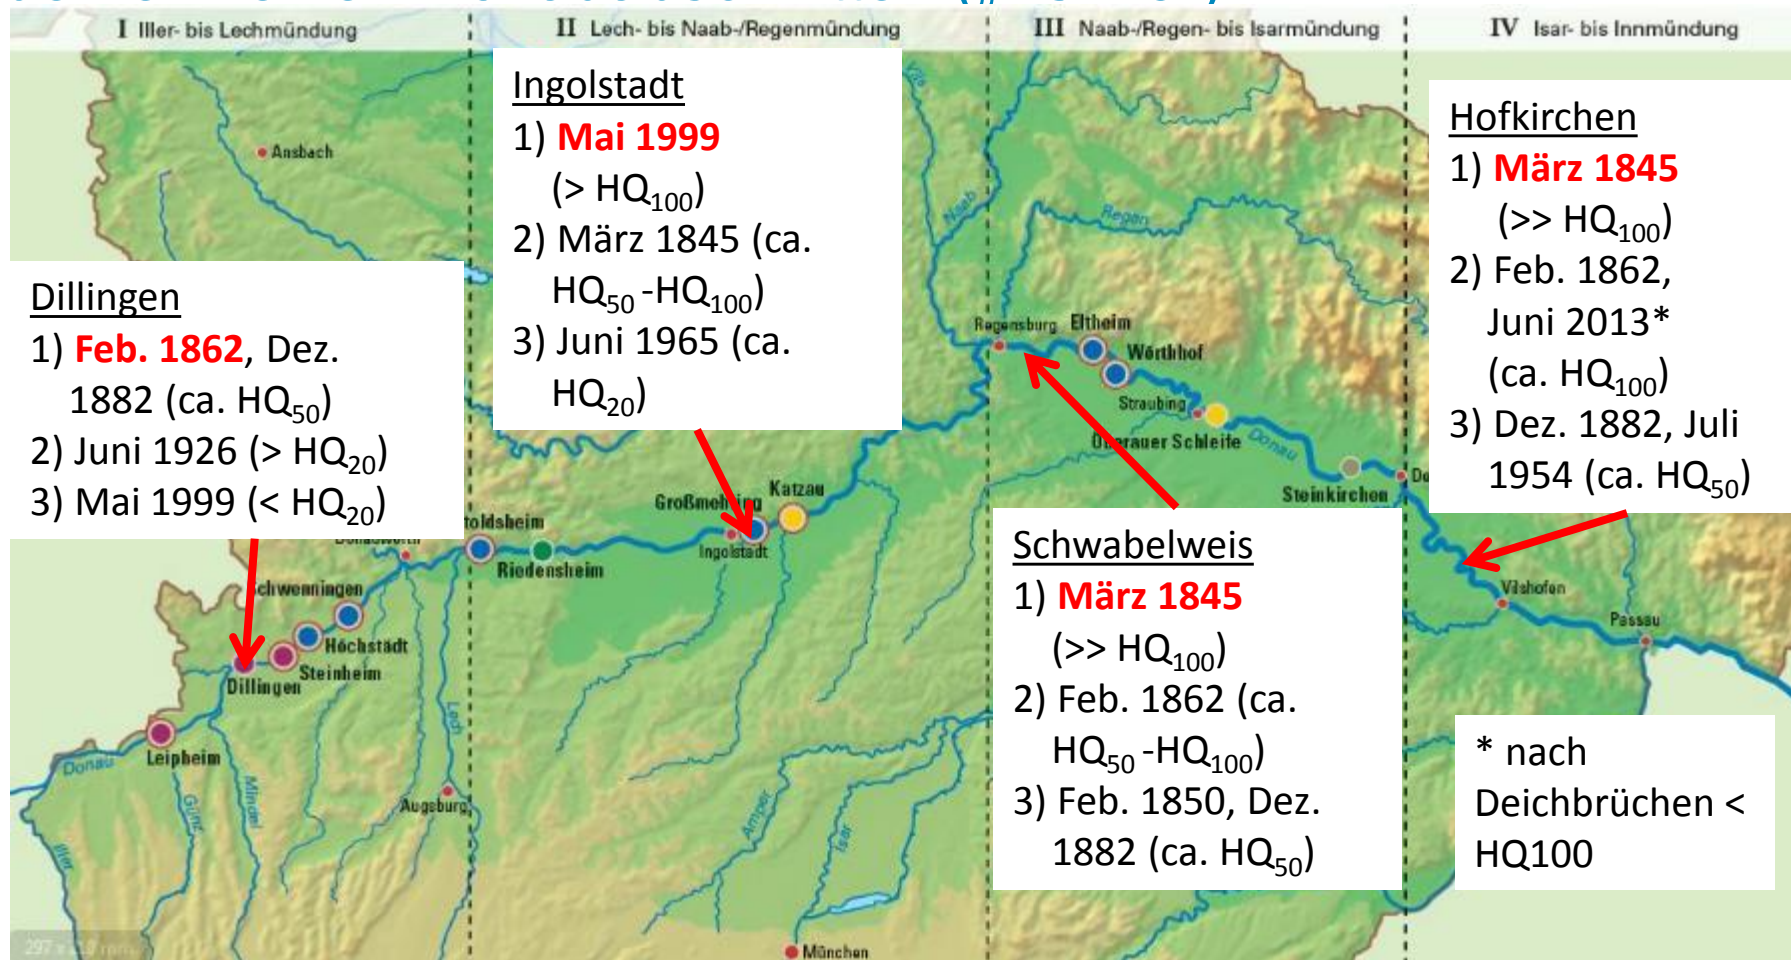 I Iller- bis Lechmündung
II Lech- bis Naab-/Regenmündung
III Naab-/Regen- bis Isarmündung
IV Isar- bis Innmündung
Dillingen
1) Feb. 1862, Dez.
1882 (ca. HQ50)
2) Juni 1926 (> HQ20)
3) Mai 1999 (< HQ20)
Ingolstadt
1) Mai 1999
(> HQ100)
2) März 1845 (ca.
HQ50 -HQ100)
3) Juni 1965 (ca.
HQ20)
Schwabelweis
1) März 1845
(>> HQ100)
2) Feb. 1862 (ca.
HQ50 -HQ100)
3) Feb. 1850, Dez.
1882 (ca. HQ50)
Hofkirchen
1) März 1845
(>> HQ100)
2) Feb. 1862,
Juni 2013*
(ca. HQ100)
3) Dez. 1882, Juli
1954 (ca. HQ50)
* nach
Deichbrüchen <
HQ100
Ansbach
Vils
Naab
Regen
Regensburg
Eltheim
Wörthhof
Straubing
Öberauer Schleife
Donau
Steinkirchen
Vilshofen
Passau
Katzau
Großmehring
Ingolstadt
Riedensheim
Schwenningen
Höchstädt
Steinheim
Dillingen
Leipheim
Donau
Iller
Günz
Mindel
Lech
Augsburg
Amper
Isar
München